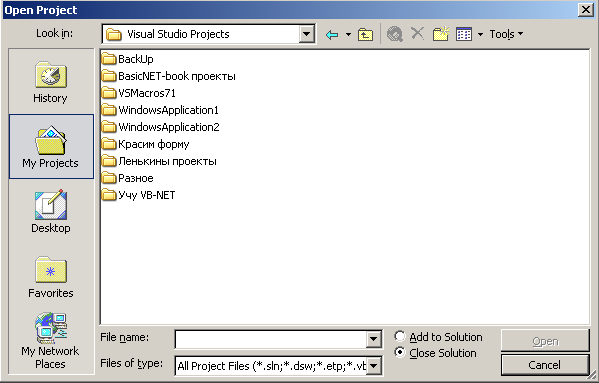 Open Project
Look in: Visual Studio Projects Tools
BackUp
BasicNET-book проекты
VSMacros71
WindowsApplication1
WindowsApplication2
Красим форму
Ленькины проекты
Разное
Учу VB-NET
History
My Projects
Desktop
Favorites
My Network
Places
File name:
Files of type: All Project Files (*.sln;*.dsw;*.etp;*.vb
Add to Solution
Close Solution
Open
Cancel